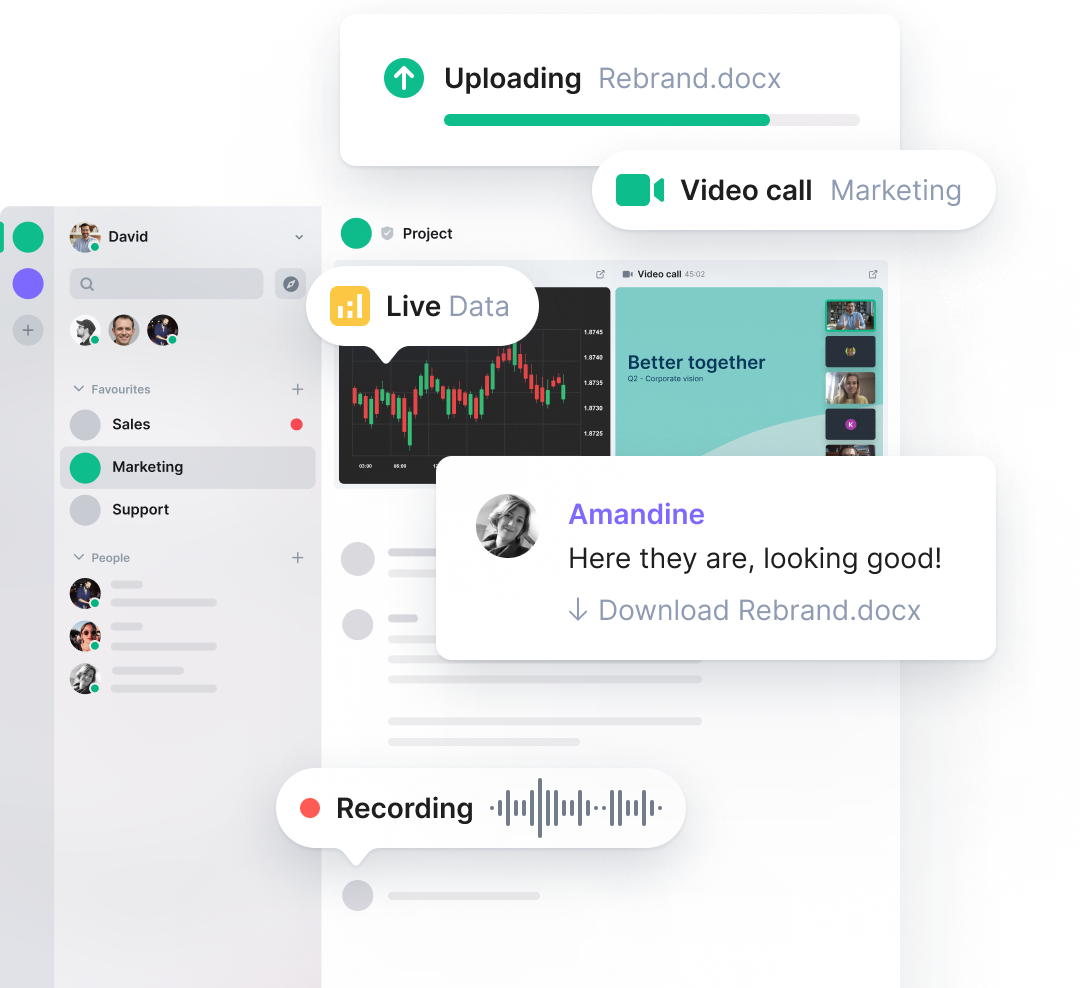 Uploading Rebrand.docx
Video call Marketing
David
Project
Live Data
Video call 45:02
1.8745
1.8740
1.8735
1.8730
1.8725
03:00 06:00 12
Better together
Q2 - Corporate vision
K
Favourites
Sales
Marketing
Support
People
Amandine
Here they are, looking good!
Download Rebrand.docx
Recording